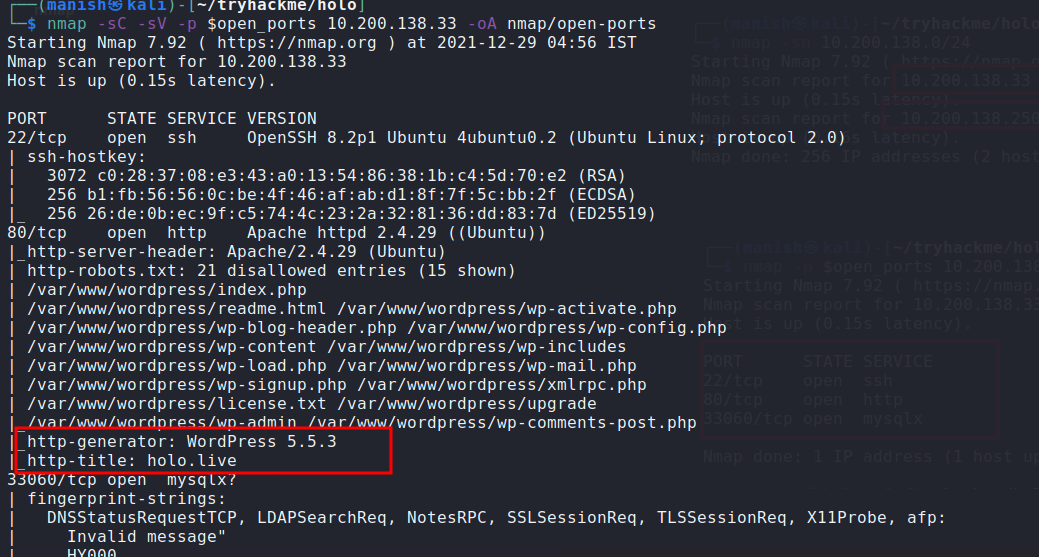 ┌──(manish㉿kali)-[~/tryhackme/holo]
└─$ nmap -sC -sV -p $open_ports 10.200.138.33 -oA nmap/open-ports
Starting Nmap 7.92 ( https://nmap.org ) at 2021-12-29 04:56 IST
Nmap scan report for 10.200.138.33
Host is up (0.15s latency).
PORT      STATE SERVICE VERSION
22/tcp    open  ssh     OpenSSH 8.2p1 Ubuntu 4ubuntu0.2 (Ubuntu Linux; protocol 2.0)
| ssh-hostkey:
|   3072 c0:28:37:08:e3:43:a0:13:54:86:38:1b:c4:5d:70:e2 (RSA)
|   256 b1:fb:56:56:0c:be:4f:46:af:ab:d1:8f:7f:5c:bb:2f (ECDSA)
|_  256 26:de:0b:ec:9f:c5:74:4c:23:2a:32:81:36:dd:83:7d (ED25519)
80/tcp    open  http    Apache httpd 2.4.29 ((Ubuntu))
|_http-server-header: Apache/2.4.29 (Ubuntu)
| http-robots.txt: 21 disallowed entries (15 shown)
| /var/www/wordpress/index.php
| /var/www/wordpress/readme.html /var/www/wordpress/wp-activate.php
| /var/www/wordpress/wp-blog-header.php /var/www/wordpress/wp-config.php
| /var/www/wordpress/wp-content /var/www/wordpress/wp-includes
| /var/www/wordpress/wp-load.php /var/www/wordpress/wp-mail.php
| /var/www/wordpress/wp-signup.php /var/www/wordpress/xmlrpc.php
| /var/www/wordpress/license.txt /var/www/wordpress/upgrade
|_/var/www/wordpress/wp-admin /var/www/wordpress/wp-comments-post.php
|_http-generator: WordPress 5.5.3
|_http-title: holo.live
33060/tcp open  mysqlx?
| fingerprint-strings:
|   DNSStatusRequestTCP, LDAPSearchReq, NotesRPC, SSLSessionReq, TLSSessionReq, X11Probe, afp:
|     Invalid message"
|     HY000
(manish㉿kali)-[~/tryhackme/holo
10.200.138.0/24
Starting Nmap 7.92 ( https://nmap.o
Nmap scan report for 10.200.138.33
Host is up (0.15s latency).
Nmap scan report for 10.200.138.250
latency).
Nmap done: 256 IP addresses (2 host
(manish㉿kali)-[~/tryhackme/holo
└─$ nmap -p $open_ports 10.200.138
Starting Nmap 7.92 ( https://nmap.
Nmap scan report for 10.200.138.33
Host is up (0.15s latency).
PORT      STATE SERVICE
22/tcp    open  ssh
80/tcp    open  http
33060/tcp open  mysqlx
Nmap done: 1 IP address (1 host up